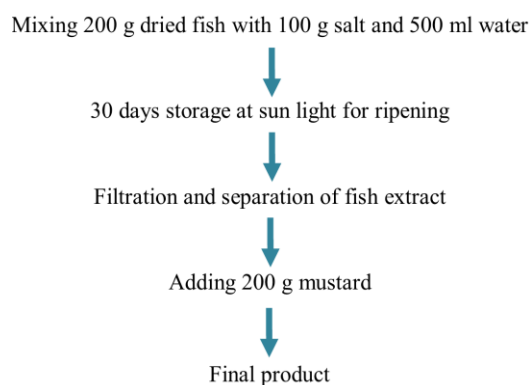 Mixing 200 g dried fish with 100 g salt and 500 ml water
30 days storage at sun light for ripening
Filtration and separation of fish extract
Adding 200 g mustard
Final product